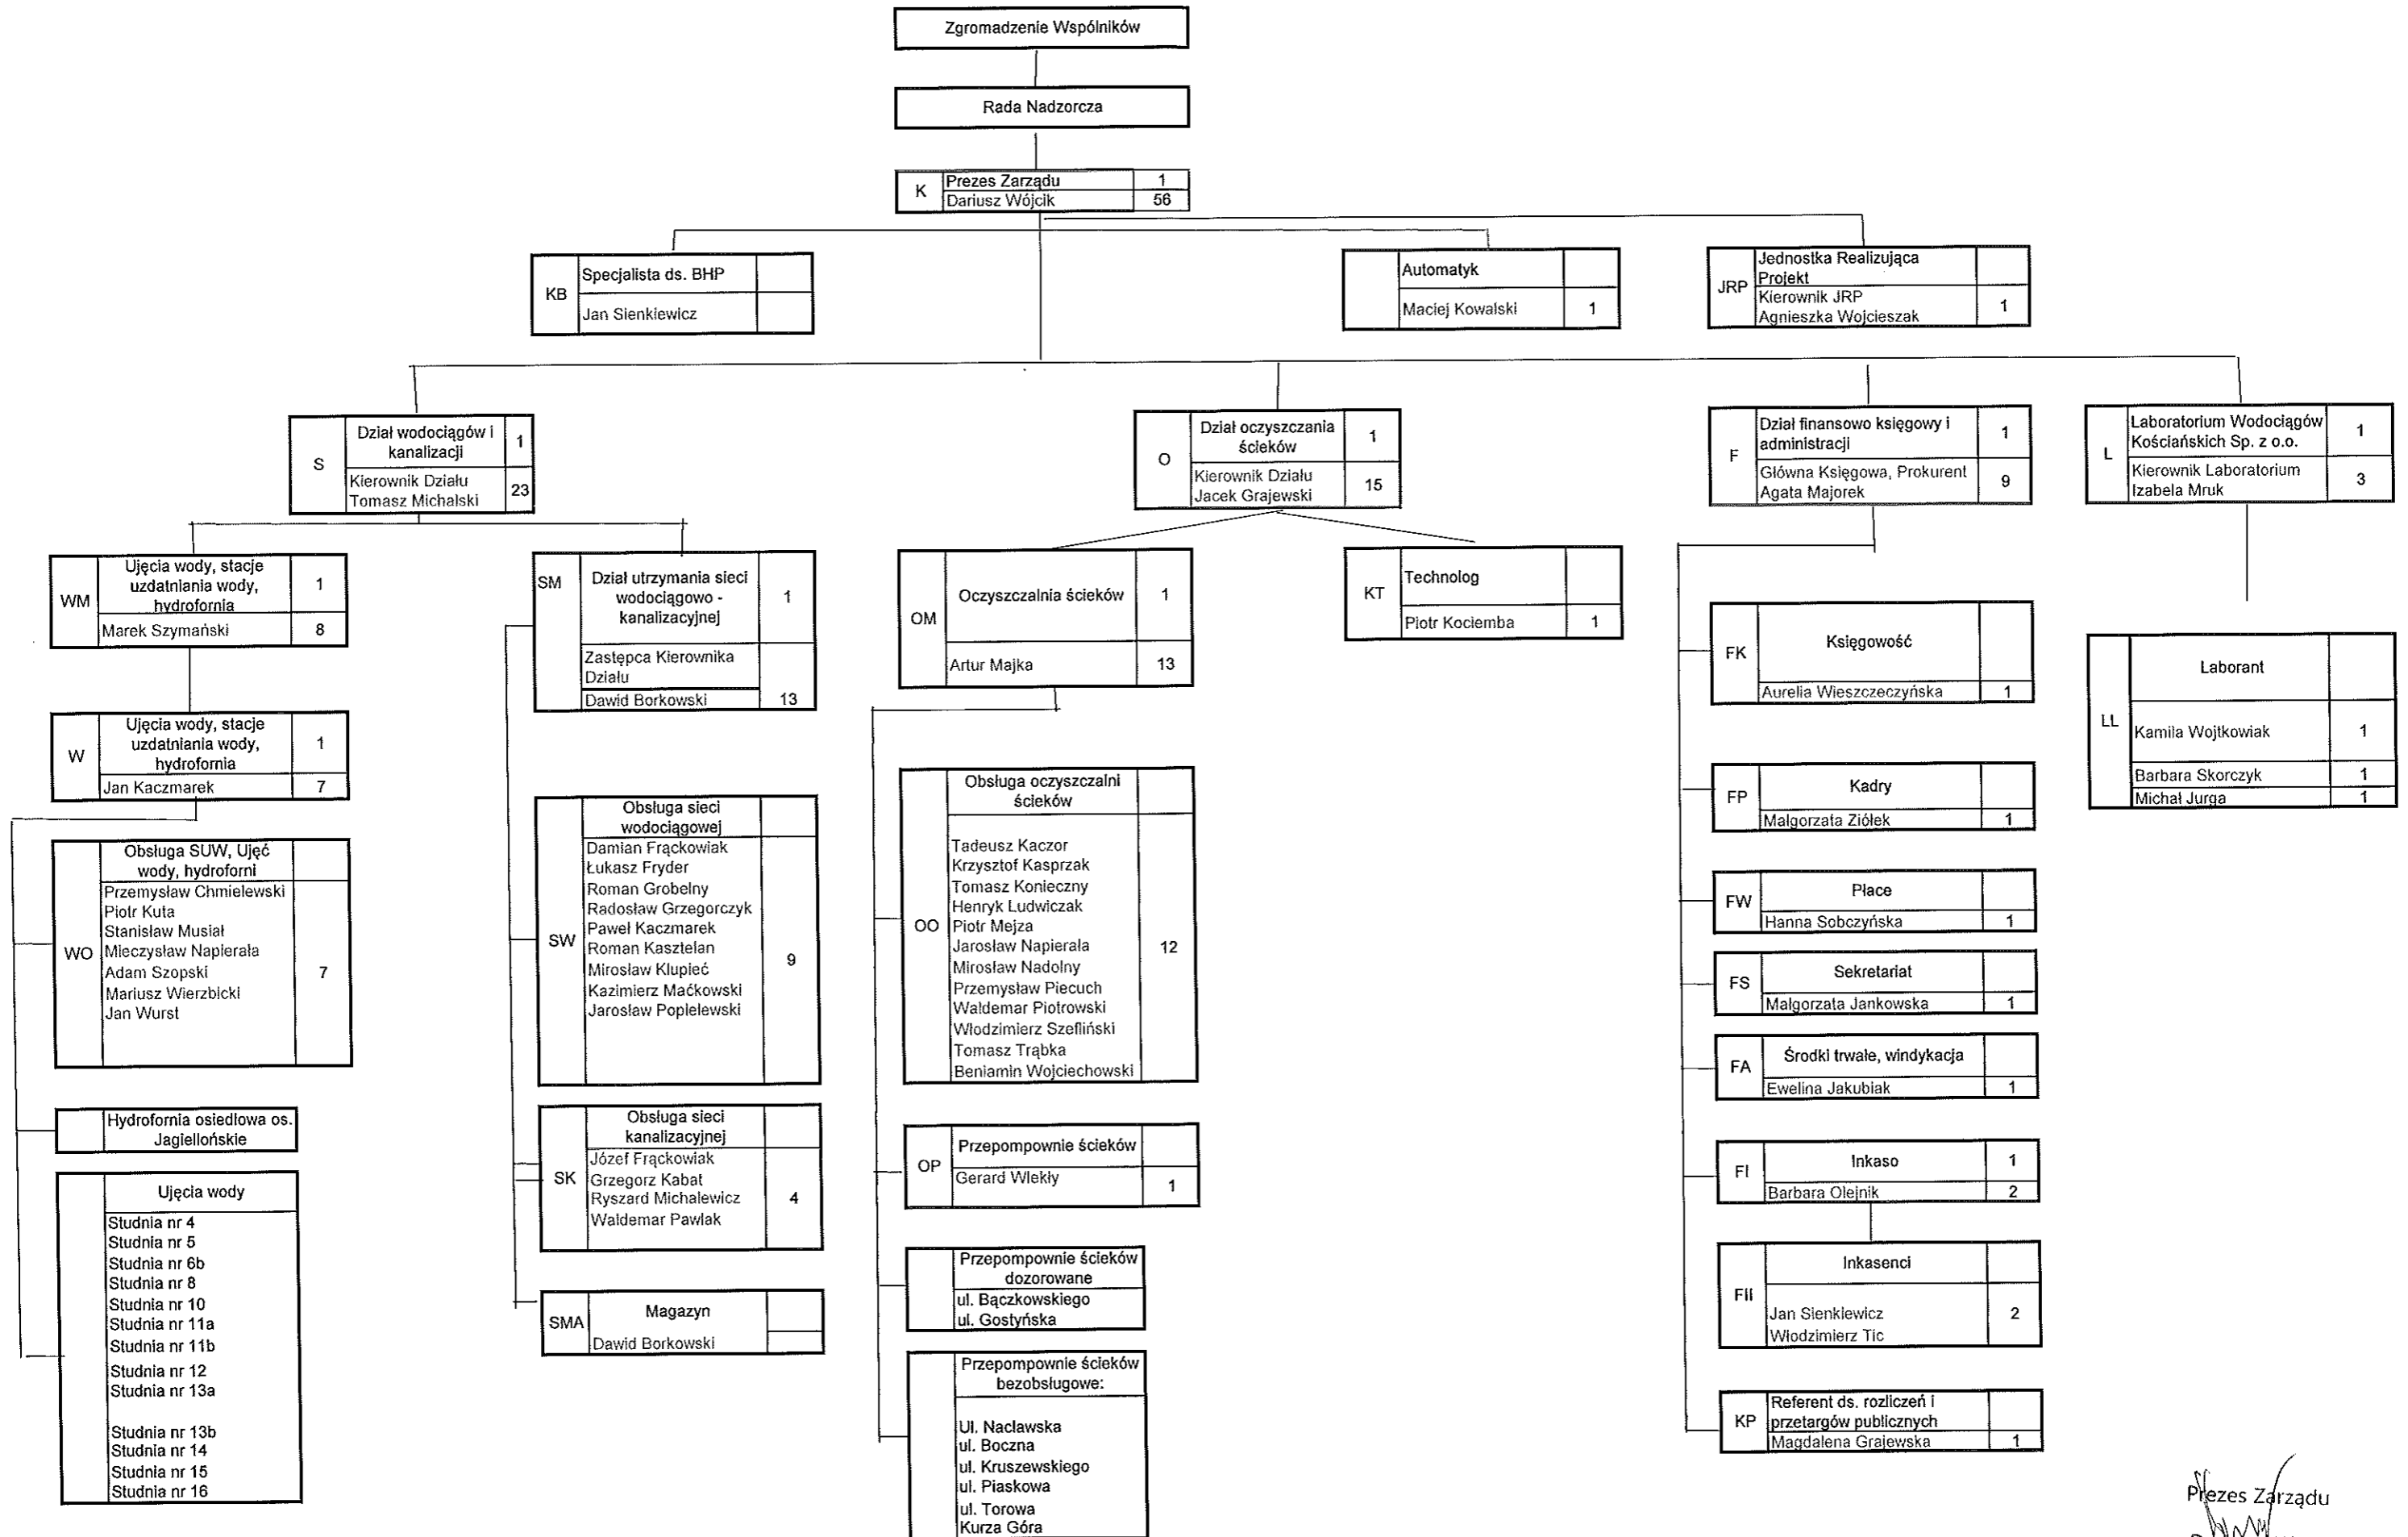 Zgromadzenie Wspólników
Rada Nadzorcza
K
Prezes Zarządu
1
Dariusz Wójcik
56
KB
Specjalista ds. BHP
Jan Sienkiewicz
Automatyk
Maciej Kowalski
1
JRP
Jednostka Realizująca
Projekt
Kierownik JRP
Agnieszka Wojcieszak
1
S
Dział wodociągów i
kanalizacji
1
Kierownik Działu
Tomasz Michalski
23
O
Dział oczyszczania
ścieków
1
Kierownik Działu
Jacek Grajewski
15
F
Dział finansowo księgowy i
administracji
1
Główna Księgowa, Prokurent
Agata Majorek
9
L
Laboratorium Wodociągów
Kościańskich Sp. z o.o.
1
Kierownik Laboratorium
Izabela Mruk
3
WM
Ujęcia wody, stacje
uzdatniania wody,
hydrofornia
1
Marek Szymański
8
W
Ujęcia wody, stacje
uzdatniania wody,
hydrofornia
1
Jan Kaczmarek
7
WO
Obsługa SUW, Ujęć
wody, hydroforni
Przemysław Chmielewski
Piotr Kuta
Stanisław Musiał
Mieczysław Napierała
Adam Szopski
Mariusz Wierzbicki
Jan Wurst
7
Hydrofornia osiedlowa os.
Jagiellońskie
Ujęcia wody
Studnia nr 4
Studnia nr 5
Studnia nr 6b
Studnia nr 8
Studnia nr 10
Studnia nr 11a
Studnia nr 11b
Studnia nr 12
Studnia nr 13a
Studnia nr 13b
Studnia nr 14
Studnia nr 15
Studnia nr 16
SM
Dział utrzymania sieci
wodociągowo -
kanalizacyjnej
1
Zastępca Kierownika
Działu
Dawid Borkowski
13
SW
Obsługa sieci
wodociągowej
Damian Frąckowiak
Łukasz Fryder
Roman Grobelny
Radosław Grzegorczyk
Paweł Kaczmarek
Roman Kasztelan
Mirosław Klupieć
Kazimierz Maćkowski
Jarosław Popielewski
9
SK
Obsługa sieci
kanalizacyjnej
Józef Frąckowiak
Grzegorz Kabat
Ryszard Michalewicz
Waldemar Pawlak
4
SMA
Magazyn
Dawid Borkowski
OM
Oczyszczalnia ścieków
1
Artur Majka
13
KT
Technolog
Piotr Kociemba
1
OO
Obsługa oczyszczalni
ścieków
Tadeusz Kaczor
Krzysztof Kasprzak
Tomasz Konieczny
Henryk Ludwiczak
Piotr Mejza
Jarosław Napierała
Mirosław Nadolny
Przemysław Piecuch
Waldemar Piotrowski
Włodzimierz Szefliński
Tomasz Trąbka
Beniamin Wojciechowski
12
OP
Przepompownie ścieków
Gerard Wlekły
1
Przepompownie ścieków
dozorowane
ul. Bączkowskiego
ul. Gostyńska
Przepompownie ścieków
bezobsługowe:
Ul. Nacławska
ul. Boczna
ul. Kruszewskiego
ul. Piaskowa
ul. Torowa
Kurza Góra
FK
Księgowość
Aurelia Wieszczeczyńska
1
FP
Kadry
Małgorzata Ziółek
1
FW
Płace
Hanna Sobczyńska
1
FS
Sekretariat
Małgorzata Jankowska
1
FA
Środki trwałe, windykacja
Ewelina Jakubiak
1
FI
Inkaso
1
Barbara Olejnik
2
FII
Inkasenci
Jan Sienkiewicz
Włodzimierz Tic
2
KP
Referent ds. rozliczeń i
przetargów publicznych
Magdalena Grajewska
1
LL
Laborant
Kamila Wojtkowiak
1
Barbara Skorczyk
1
Michał Jurga
1
Prezes Zarządu